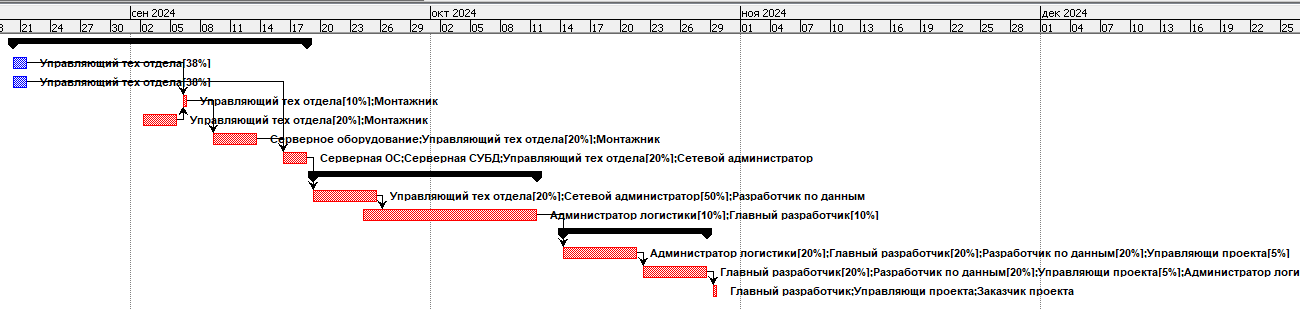 сен 2024 окт 2024 ноя 2024 дек 2024
21 24 27 30 02 05 08 11 14 17 20 23 26 29 02 05 08 11 14 17 20 23 26 29 01 04 07 10 13 16 19 22 25 28 01 04 07 10 13 16 19 22 25
Управляющий тех отдела[38%]
Управляющий тех отдела[38%]
Управляющий тех отдела[10%];Монтажник
Управляющий тех отдела[20%];Монтажник
Серверное оборудование;Управляющий тех отдела[20%];Монтажник
Серверная ОС;Серверная СУБД;Управляющий тех отдела[20%];Сетевой администратор
Управляющий тех отдела[20%];Сетевой администратор[50%];Разработчик по данным
Администратор логистики[10%];Главный разработчик[10%]
Администратор логистики[20%];Главный разработчик[20%];Разработчик по данным[20%];Управляющи проекта[5%]
Главный разработчик[20%];Разработчик по данным[20%];Управляющи проекта[5%];Администратор логи
Главный разработчик;Управляющи проекта;Заказчик проекта